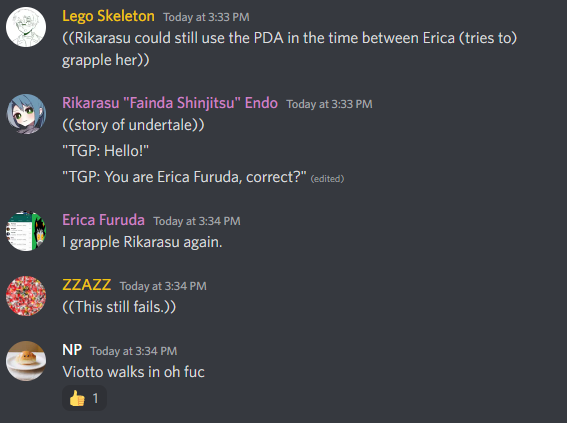 Lego Skeleton Today at 3:33 PM
((Rikarasu could still use the PDA in the time between Erica (tries to)
grapple her))
Rikarasu "Fainda Shinjitsu" Endo Today at 3:33 PM
((story of undertale))
"TGP: Hello!"
"TGP: You are Erica Furuda, correct?" (edited)
Erica Furuda Today at 3:34 PM
I grapple Rikarasu again.
ZZAZZ Today at 3:34 PM
((This still fails.))
NP Today at 3:34 PM
Viotto walks in oh fuc
👍 1